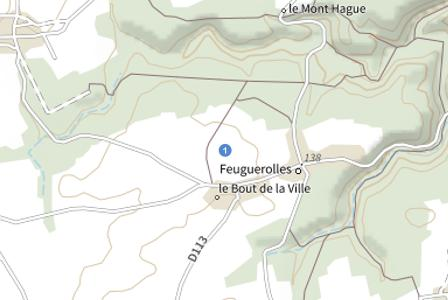 le Mont Hague
1
138
Feuguerolles
le Bout de la Ville
D113